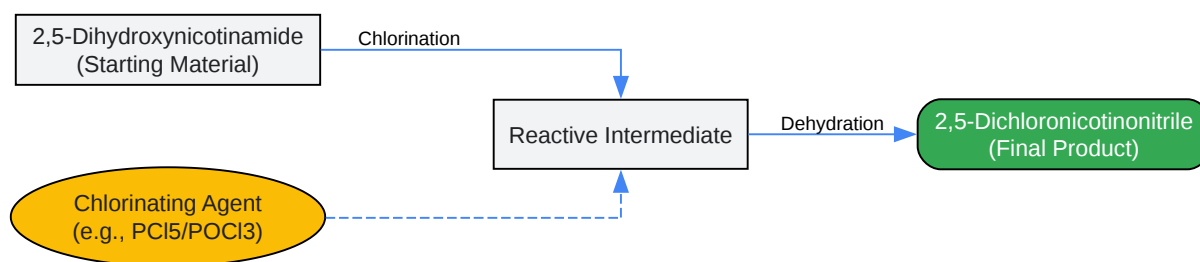 2,5-Dihydroxynicotinamide
(Starting Material)
Chlorination
Reactive Intermediate
Dehydration
2,5-Dichloronicotinonitrile
(Final Product)
Chlorinating Agent
(e.g., PCl5/POCl3)